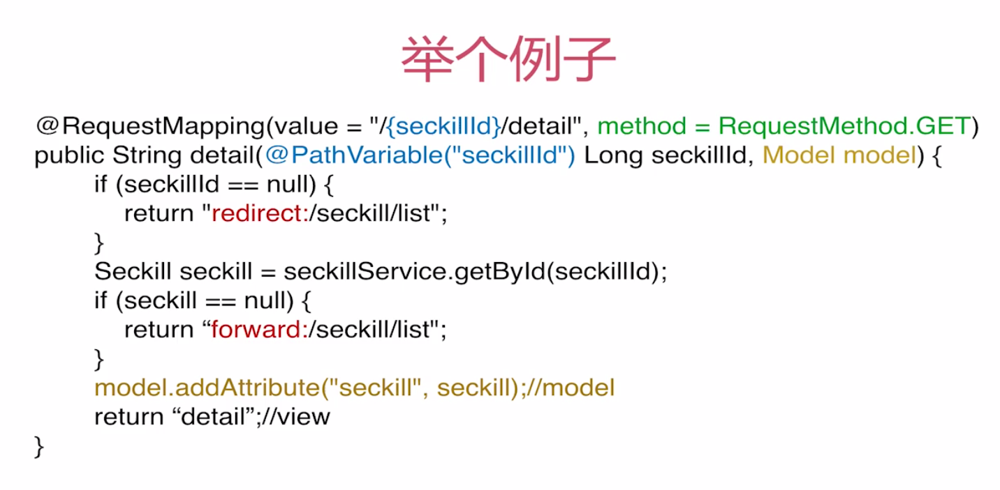 举个例子
@RequestMapping(value = "/{seckillId}/detail", method = RequestMethod.GET)
public String detail(@PathVariable("seckillId") Long seckillId, Model model) {
if (seckillId == null) {
return "redirect:/seckill/list";
}
Seckill seckill = seckillService.getById(seckillId);
if (seckill == null) {
return “forward:/seckill/list";
}
model.addAttribute("seckill", seckill);//model
return “detail”;//view
}